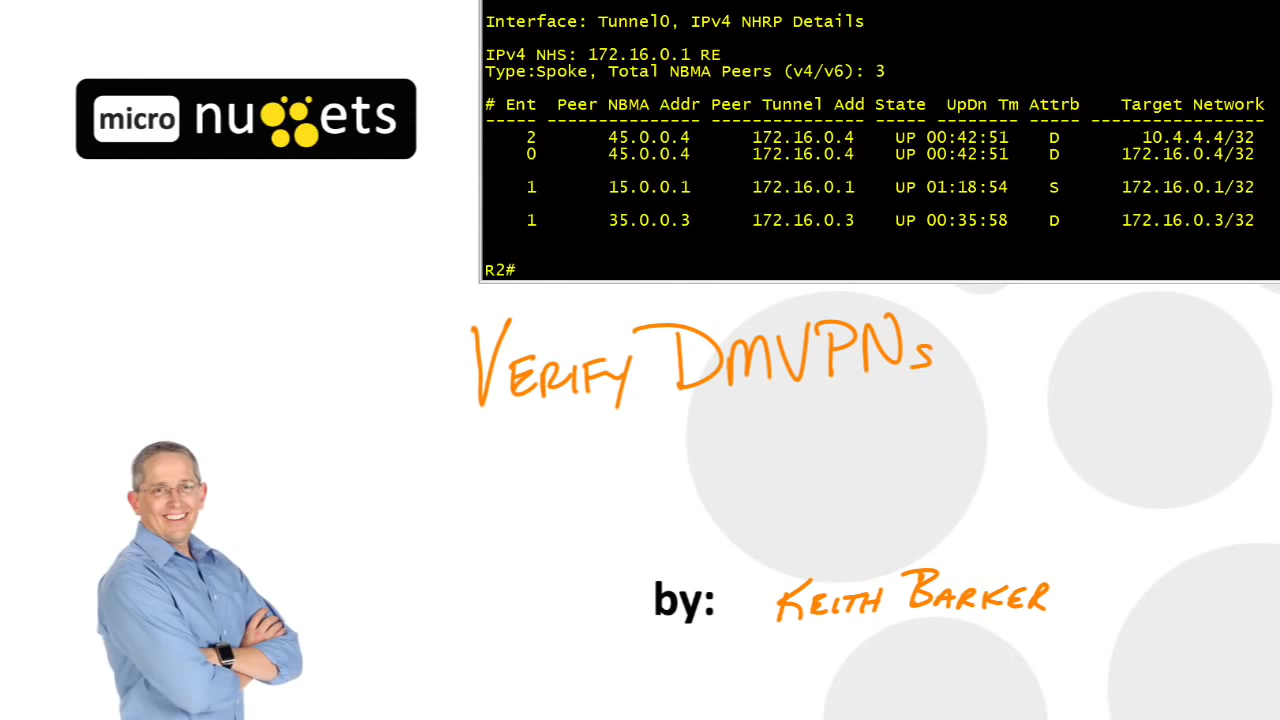 Interface: Tunnel0, IPv4 NHRP Details
IPv4 NHS: 172.16.0.1 RE
Type:Spoke, Total NBMA Peers (v4/v6): 3
# Ent Peer NBMA Addr Peer Tunnel Add State UpDn Tm Attrb Target Network
----- --------------- --------------- ----- -------- ----- -----------------
2 45.0.0.4 172.16.0.4 UP 00:42:51 D 10.4.4.4/32
0 45.0.0.4 172.16.0.4 UP 00:42:51 D 172.16.0.4/32
1 15.0.0.1 172.16.0.1 UP 01:18:54 S 172.16.0.1/32
1 35.0.0.3 172.16.0.3 UP 00:35:58 D 172.16.0.3/32
R2#
micro nuggets
VERIFY DMVPNs
by: KEITH BARKER